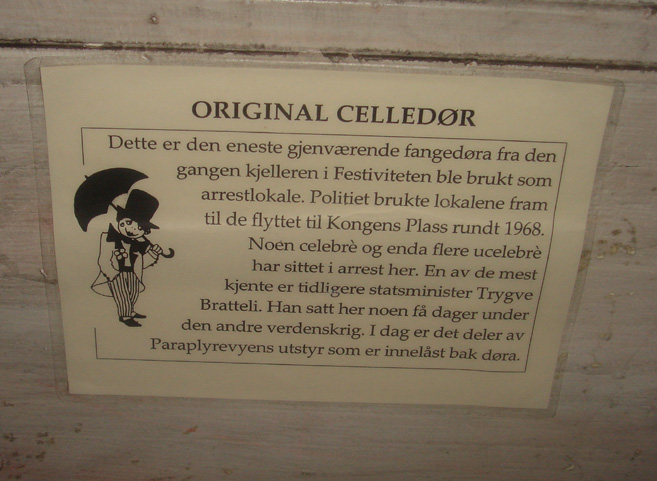 ORIGINAL CELLEDØR
Dette er den eneste gjenværende fangedøra fra den
gangen kjelleren i Festiviteten ble brukt som
arrestlokale. Politiet brukte lokalene fram
til de flyttet til Kongens Plass rundt 1968.
Noen celebrè og enda flere ucelebrè
har sittet i arrest her. En av de mest
kjente er tidligere statsminister Trygve
Bratteli. Han satt her noen få dager under
den andre verdenskrig. I dag er det deler av
Paraplyrevyens utstyr som er innelåst bak døra.